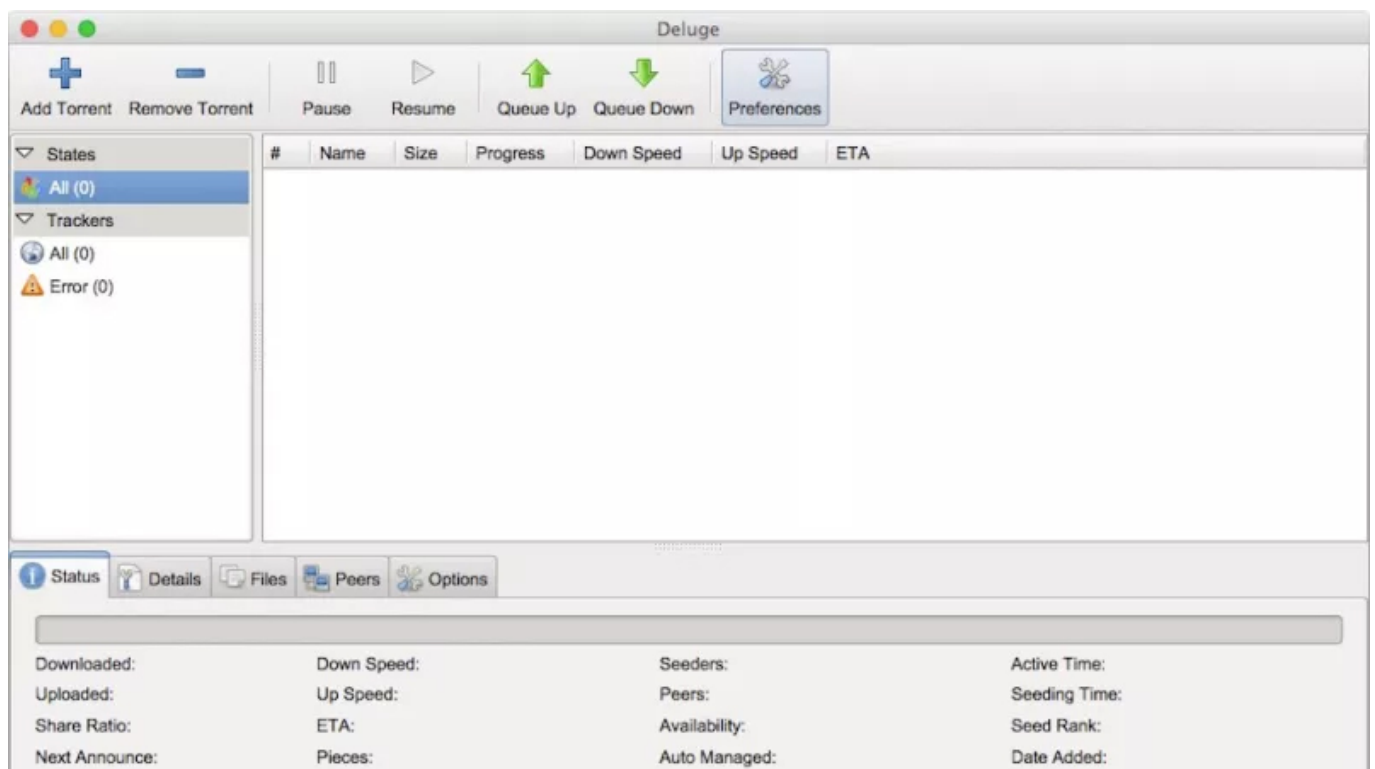 Deluge
Add Torrent Remove Torrent Pause Resume Queue Up Queue Down Preferences
States
All (0)
Trackers
All (0)
Error (0)
# Name Size Progress Down Speed Up Speed ETA
Status Details Files Peers Options
Downloaded: Down Speed: Seeders: Active Time:
Uploaded: Up Speed: Peers: Seeding Time:
Share Ratio: ETA: Availability: Seed Rank:
Next Announce: Pieces: Auto Managed: Date Added: